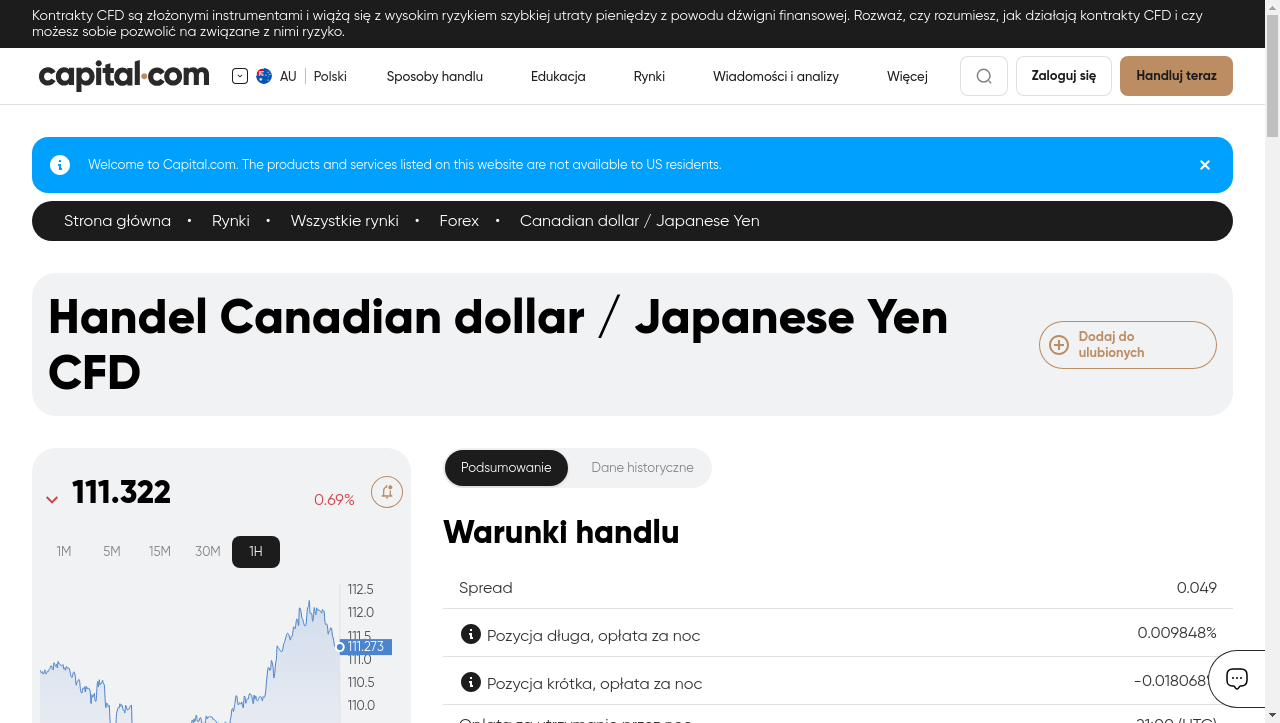 Kontrakty CFD są złożonymi instrumentami i wiążą się z wysokim ryzykiem szybkiej utraty pieniędzy z powodu dźwigni finansowej. Rozważ, czy rozumiesz, jak działają kontrakty CFD i czy
możesz sobie pozwolić na związane z nimi ryzyko.
capital.com
AU
Polski
Sposoby handlu
Edukacja
Rynki
Wiadomości i analizy
Więcej
Zaloguj się
Handluj teraz
Welcome to Capital.com. The products and services listed on this website are not available to US residents.
Strona główna • Rynki • Wszystkie rynki • Forex • Canadian dollar / Japanese Yen
Handel Canadian dollar / Japanese Yen
CFD
Dodaj do
ulubionych
111.322
0.69%
1M
5M
15M
30M
1H
112.5
112.0
111.5
111.273
111.0
110.5
110.0
Podsumowanie
Dane historyczne
Warunki handlu
Spread
0.049
Pozycja długa, opłata za noc
0.009848%
Pozycja krótka, opłata za noc